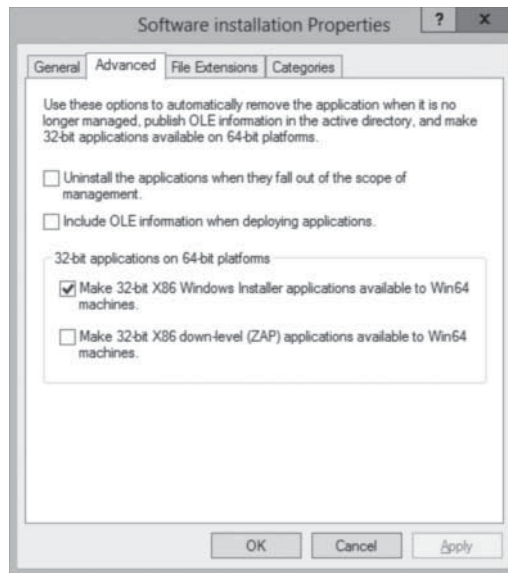 Software installation Properties
? x
General Advanced File Extensions Categories
Use these options to automatically remove the application when it is no
longer managed, publish OLE information in the active directory, and make
32-bit applications available on 64-bit platforms.
Uninstall the applications when they fall out of the scope of
management.
Include OLE information when deploying applications.
32-bit applications on 64-bit platforms
Make 32-bit X86 Windows Installer applications available to Win64
machines.
Make 32-bit X86 down-level (ZAP) applications available to Win64
machines.
OK Cancel Apply